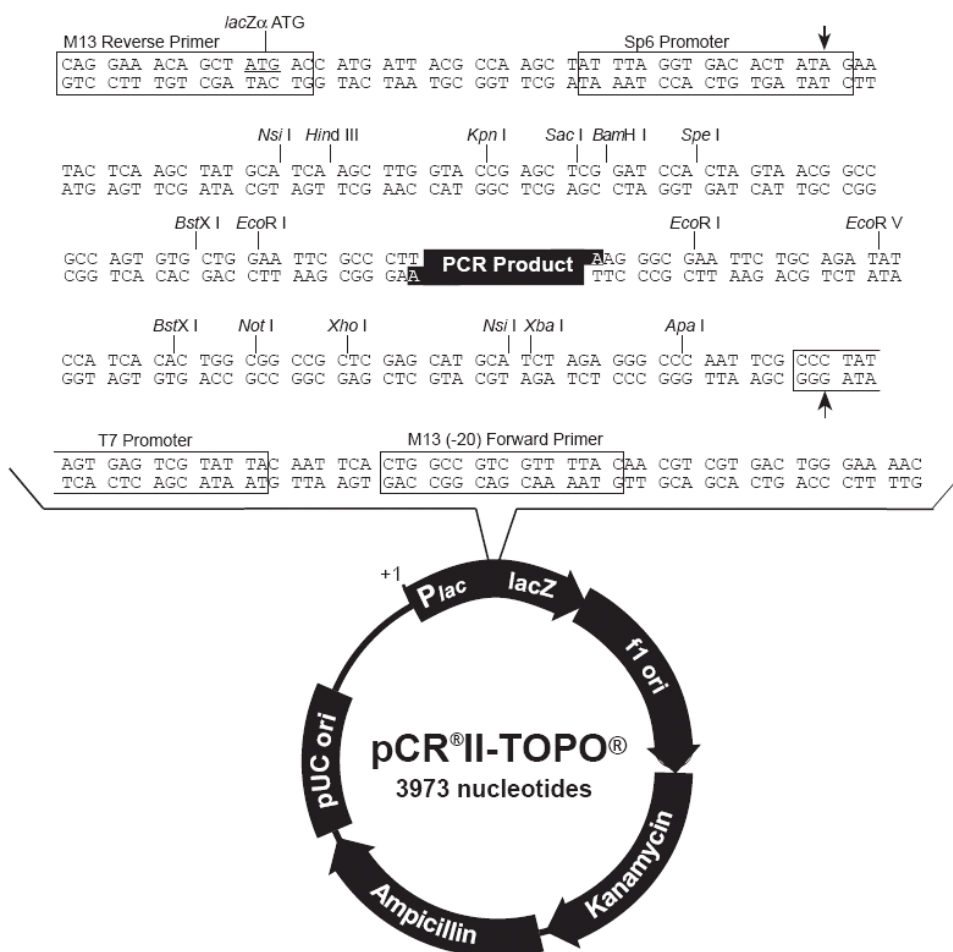 lacZα ATG
M13 Reverse Primer Sp6 Promoter
CAG GAA ACA GCT ATG ACC ATG ATT ACG CCA AGC TAT TTA GGT GAC ACT ATA GAA
GTC CTT TGT CGA TAC TGG TAC TAA TGC GGT TCG ATA AAT CCA CTG TGA TAT CTT
Nsi I Hind III Kpn I Sac I BamH I Spe I
TAC TCA AGC TAT GCA TCA AGC TTG GTA CCG AGC TCG GAT CCA CTA GTA ACG GCC
ATG AGT TCG ATA CGT AGT TCG AAC CAT GGC TCG AGC CTA GGT GAT CAT TGC CGG
BstX I EcoR I EcoR I EcoR V
GCC AGT GTG CTG GAA TTC GCC CTT PCR Product AAG GGC GAA TTC TGC AGA TAT
CGG TCA CAC GAC CTT AAG CGG GAA TTC CCG CTT AAG ACG TCT ATA
BstX I Not I Xho I Nsi I Xba I Apa I
CCA TCA CAC TGG CGG CCG CTC GAG CAT GCA TCT AGA GGG CCC AAT TCG CCC TAT
GGT AGT GTG ACC GCC GGC GAG CTC GTA CGT AGA TCT CCC GGG TTA AGC GGG ATA
T7 Promoter M13 (-20) Forward Primer
AGT GAG TCG TAT TAC AAT TCA CTG GCC GTC GTT TTA CAA CGT CGT GAC TGG GAA AAC
TCA CTC AGC ATA ATG TTA AGT GAC CGG CAG CAA AAT GTT GCA GCA CTG ACC CTT TTG
+1
Plac lacZ
f1 ori
pUC ori
pCR®II-TOPO®
3973 nucleotides
Kanamycin
Ampicillin